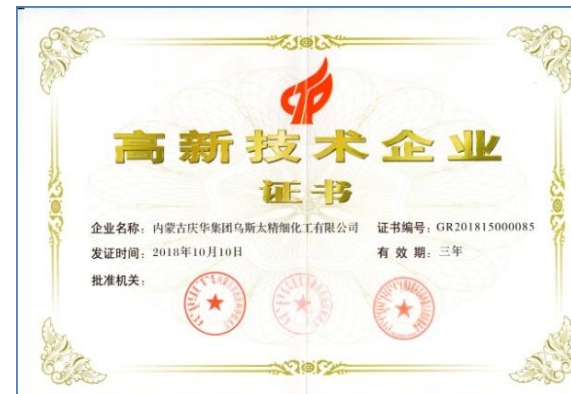 高新技术企业
证书
企业名称：内蒙古庆华集团乌斯太精细化工有限公司 证书编号：GR201815000085
发证时间：2018年10月10日 有效期：三年
批准机关：